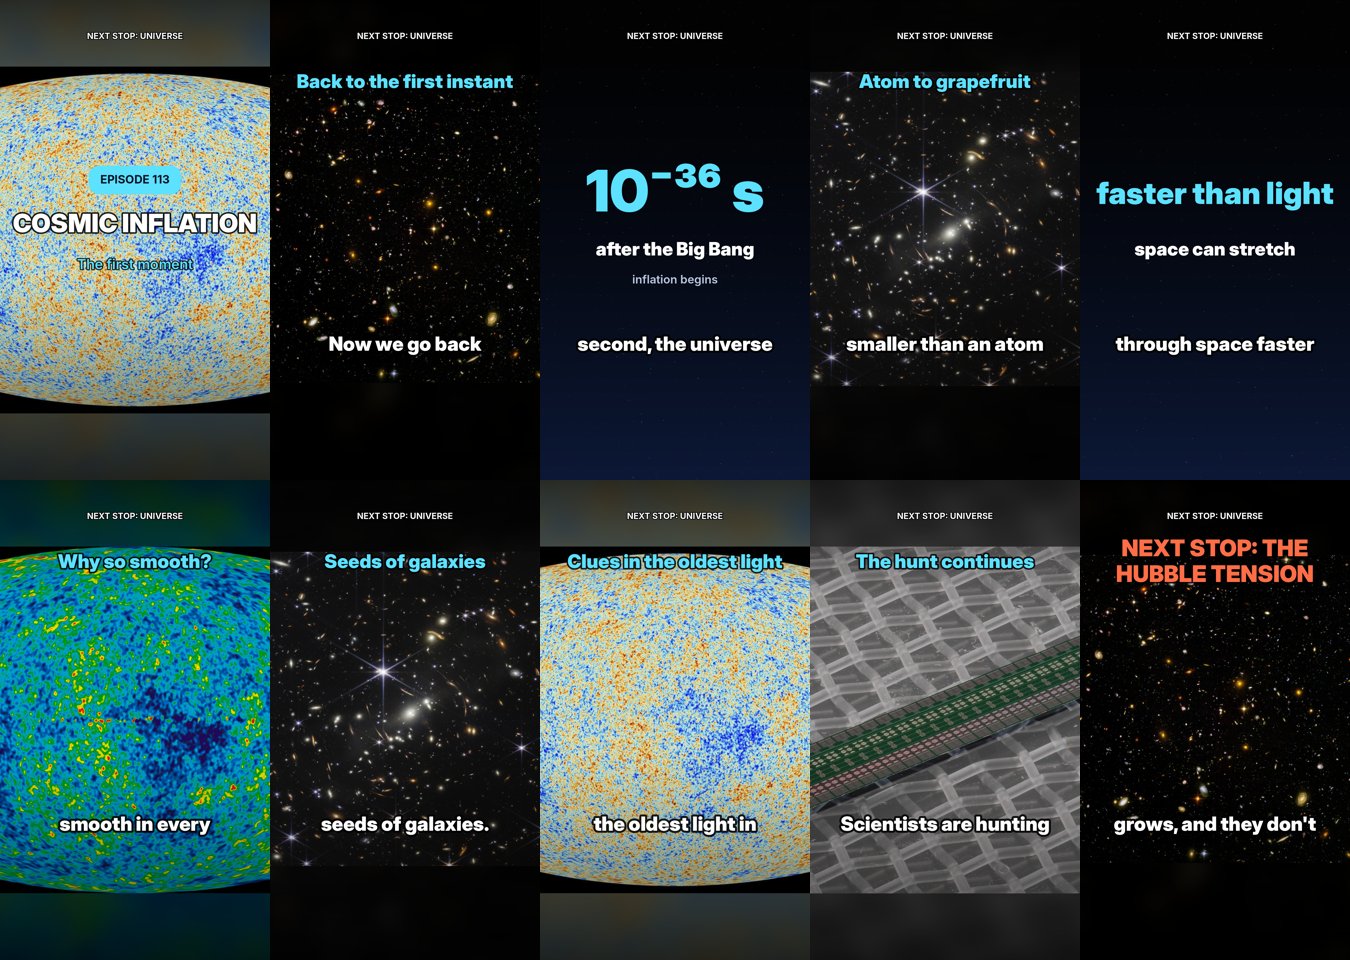 NEXT STOP: UNIVERSE
EPISODE 113
COSMIC INFLATION
The first moment
NEXT STOP: UNIVERSE
Back to the first instant
Now we go back
NEXT STOP: UNIVERSE
10⁻³⁶ s
after the Big Bang
inflation begins
second, the universe
NEXT STOP: UNIVERSE
Atom to grapefruit
smaller than an atom
NEXT STOP: UNIVERSE
faster than light
space can stretch
through space faster
NEXT STOP: UNIVERSE
Why so smooth?
smooth in every
NEXT STOP: UNIVERSE
Seeds of galaxies
seeds of galaxies.
NEXT STOP: UNIVERSE
Clues in the oldest light
the oldest light in
NEXT STOP: UNIVERSE
The hunt continues
Scientists are hunting
NEXT STOP: UNIVERSE
NEXT STOP: THE
HUBBLE TENSION
grows, and they don't